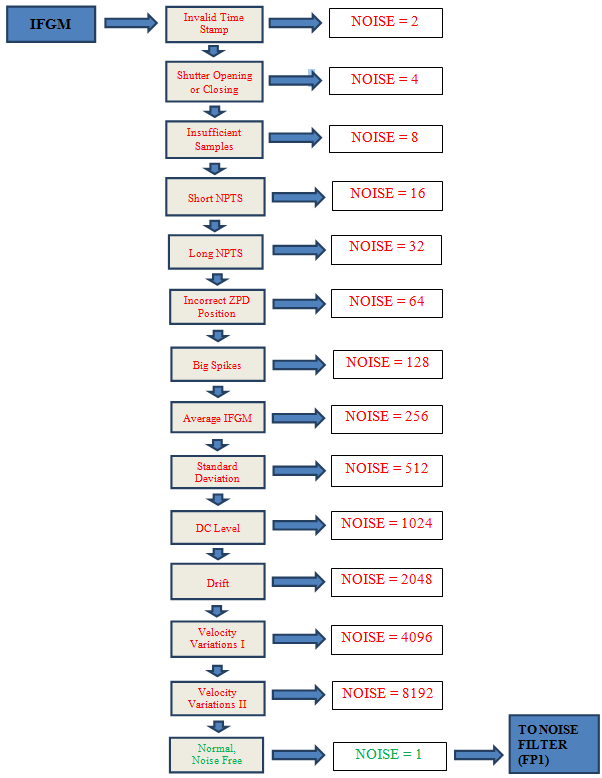 IFGM
Invalid Time
Stamp
NOISE = 2
Shutter Opening
or Closing
NOISE = 4
Insufficient
Samples
NOISE = 8
Short NPTS
NOISE = 16
Long NPTS
NOISE = 32
Incorrect ZPD
Position
NOISE = 64
Big Spikes
NOISE = 128
Average IFGM
NOISE = 256
Standard
Deviation
NOISE = 512
DC Level
NOISE = 1024
Drift
NOISE = 2048
Velocity
Variations I
NOISE = 4096
Velocity
Variations II
NOISE = 8192
Normal,
Noise Free
NOISE = 1
TO NOISE
FILTER
(FP1)